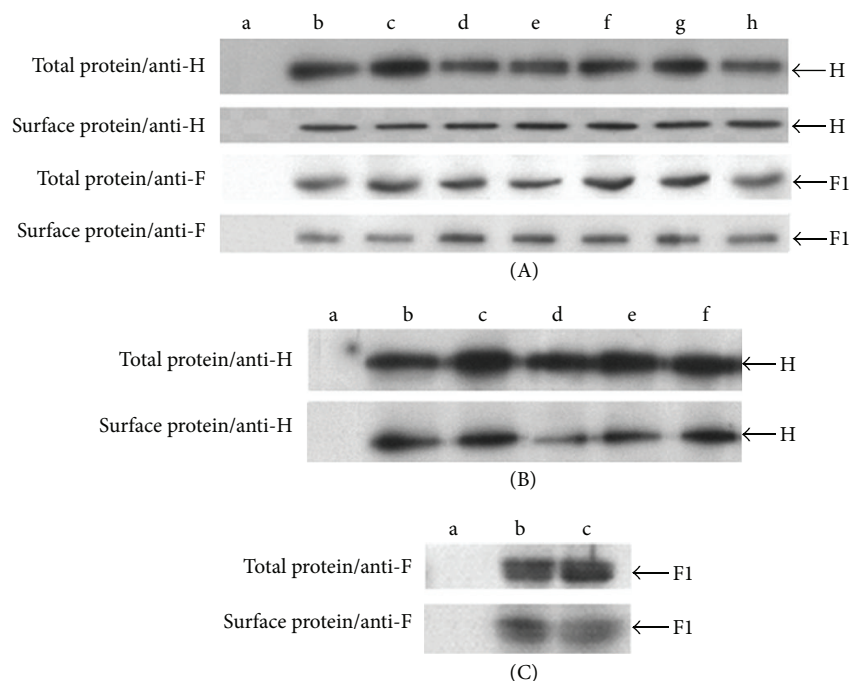 a b c d e f g h
Total protein/anti-H ← H
Surface protein/anti-H ← H
Total protein/anti-F ← F1
Surface protein/anti-F ← F1
(A)
a b c d e f
Total protein/anti-H ← H
Surface protein/anti-H ← H
(B)
a b c
Total protein/anti-F ← F1
Surface protein/anti-F ← F1
(C)